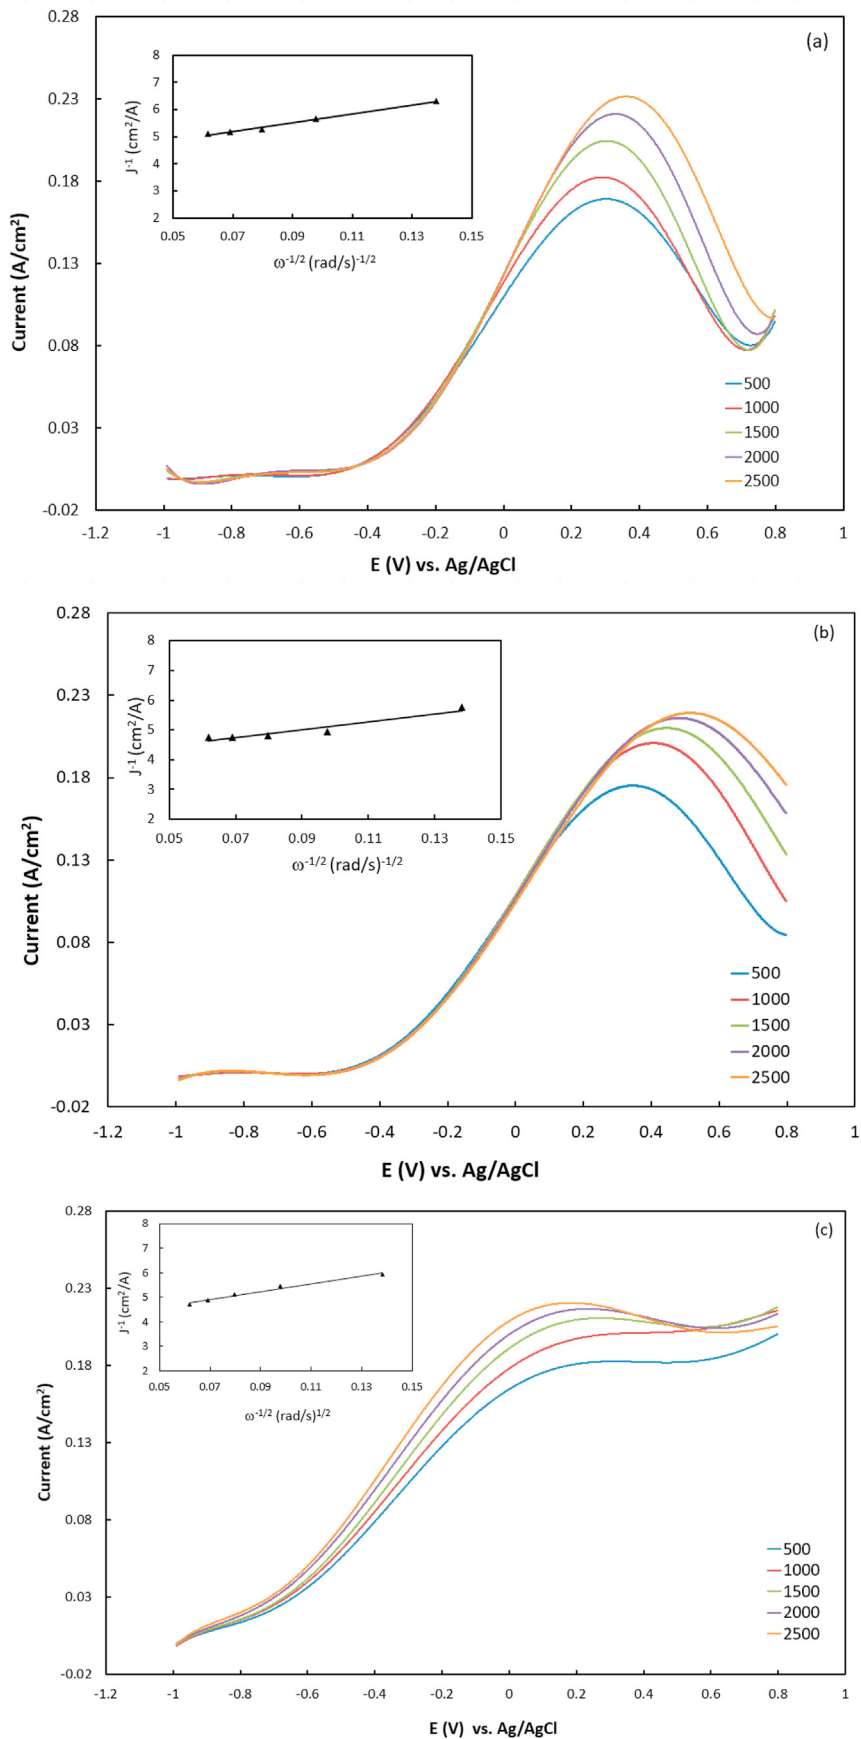 (a)
0.28
0.23
0.18
0.13
0.08
0.03
-0.02
Current (A/cm²)
-1.2 -1 -0.8 -0.6 -0.4 -0.2 0 0.2 0.4 0.6 0.8 1
E (V) vs. Ag/AgCl
8
7
6
5
4
3
2
J⁻¹ (cm²/A)
0.05 0.07 0.09 0.11 0.13 0.15
ω⁻¹/² (rad/s)⁻¹/²
500
1000
1500
2000
2500
(b)
0.28
0.23
0.18
0.13
0.08
0.03
-0.02
Current (A/cm²)
-1.2 -1 -0.8 -0.6 -0.4 -0.2 0 0.2 0.4 0.6 0.8 1
E (V) vs. Ag/AgCl
8
7
6
5
4
3
2
J⁻¹ (cm²/A)
0.05 0.07 0.09 0.11 0.13 0.15
ω⁻¹/² (rad/s)⁻¹/²
500
1000
1500
2000
2500
(c)
0.28
0.23
0.18
0.13
0.08
0.03
-0.02
Current (A/cm²)
-1.2 -1 -0.8 -0.6 -0.4 -0.2 0 0.2 0.4 0.6 0.8 1
E (V) vs. Ag/AgCl
8
7
6
5
4
3
2
J⁻¹ (cm²/A)
0.05 0.07 0.09 0.11 0.13 0.15
ω⁻¹/² (rad/s)¹/²
500
1000
1500
2000
2500